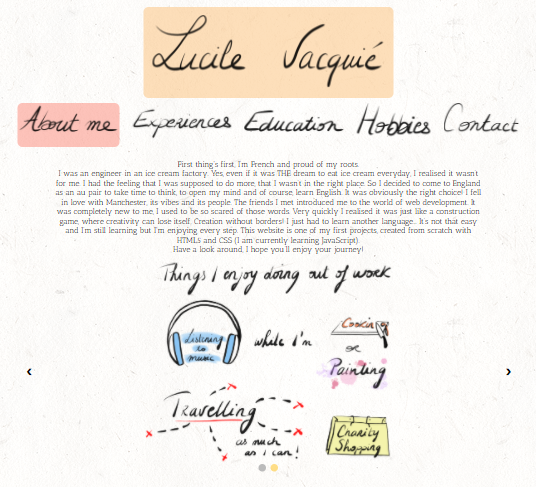 Lucile Vacquié
About me Experiences Education Hobbies Contact
First thing's first, I'm French and proud of my roots.
I was an engineer in an ice cream factory. Yes, even if it was THE dream to eat ice cream everyday, I realised it wasn't
for me. I had the feeling that I was supposed to do more, that I wasn't in the right place. So I decided to come to England
as an au pair to take time to think, to open my mind and of course, learn English. It was obviously the right choice! I fell
in love with Manchester, its vibes and its people. The friends I met introduced me to the world of web development. It
was completely new to me, I used to be so scared of those words. Very quickly I realised it was just like a construction
game, where creativity can lose itself. Creation without borders! I just had to learn another language... It's not that easy
and I'm still learning but I'm enjoying every step. This website is one of my first projects, created from scratch with
HTML5 and CSS (I am currently learning JavaScript).
Have a look around, I hope you'll enjoy your journey!
Things I enjoy doing out of work
Listening to music
while I'm
Cooking
or
Painting
Travelling
as much
as I can!
Charity
Shopping